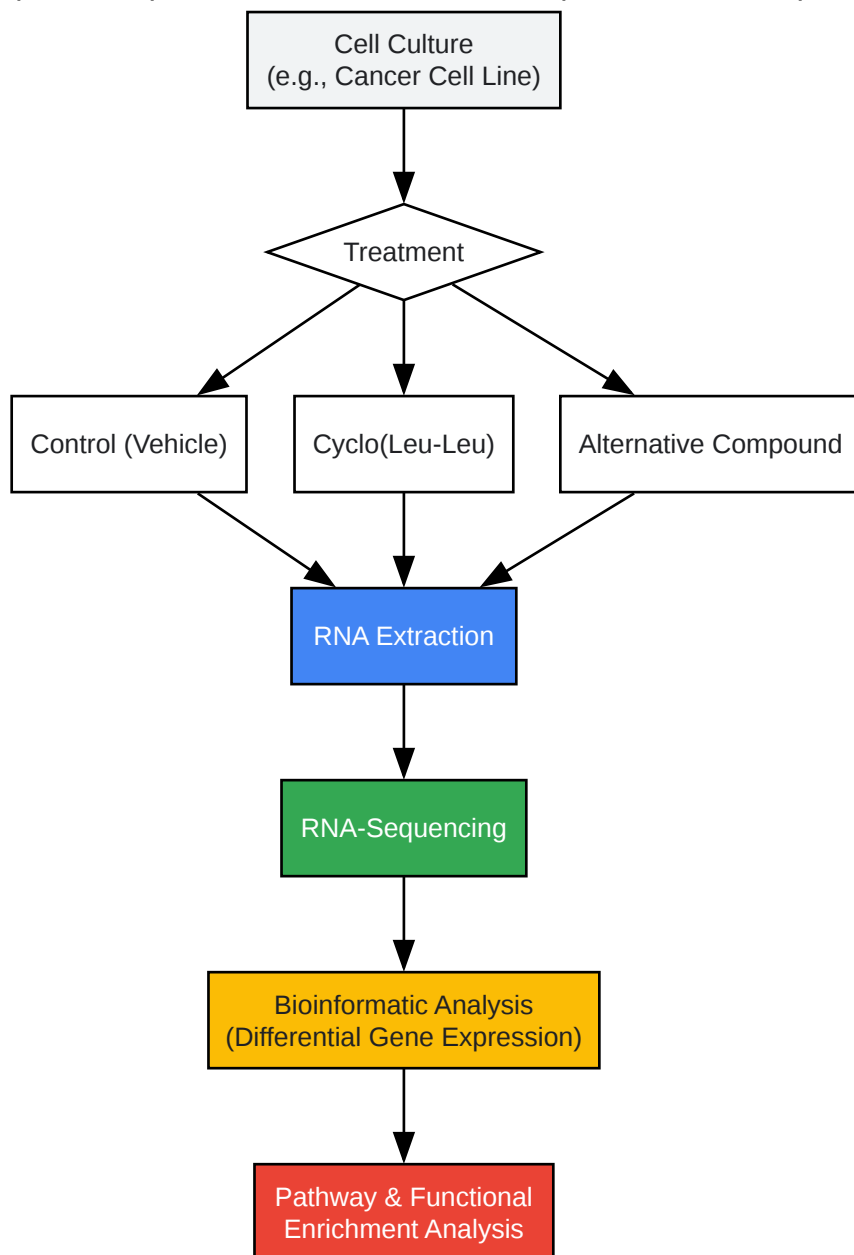 Cell Culture
(e.g., Cancer Cell Line)
Treatment
Control (Vehicle)
Cyclo(Leu-Leu)
Alternative Compound
RNA Extraction
RNA-Sequencing
Bioinformatic Analysis
(Differential Gene Expression)
Pathway & Functional
Enrichment Analysis